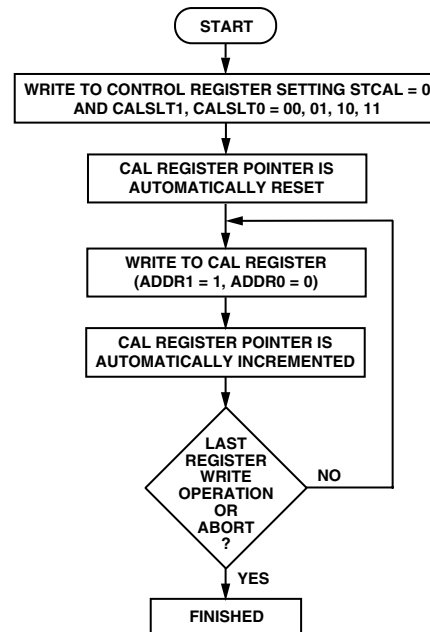 START
WRITE TO CONTROL REGISTER SETTING STCAL = 0
AND CALSLT1, CALSLT0 = 00, 01, 10, 11
CAL REGISTER POINTER IS
AUTOMATICALLY RESET
WRITE TO CAL REGISTER
(ADDR1 = 1, ADDR0 = 0)
CAL REGISTER POINTER IS
AUTOMATICALLY INCREMENTED
LAST
REGISTER
WRITE
OPERATION
OR
ABORT
?
NO
YES
FINISHED